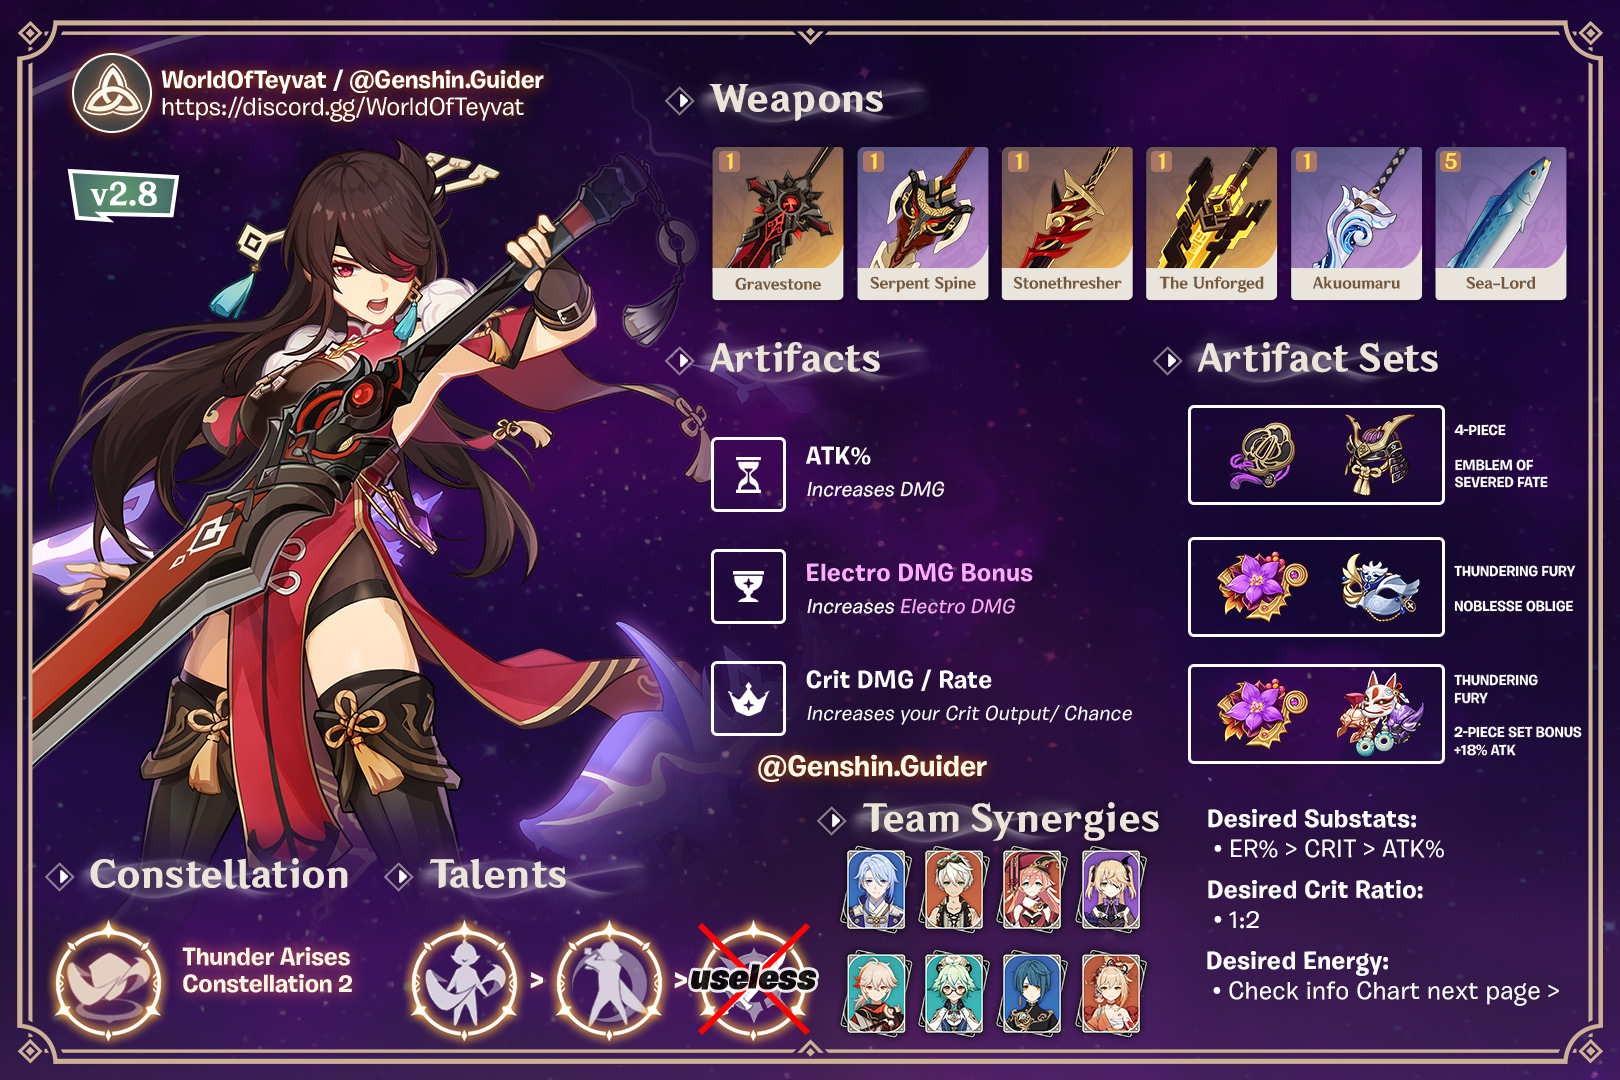 WorldOfTeyvat / @Genshin.Guider
https://discord.gg/WorldOfTeyvat
v2.8
Weapons
1
1
1
1
1
5
Gravestone
Serpent Spine
Stonethresher
The Unforged
Akuoumaru
Sea-Lord
Artifacts
ATK%
Increases DMG
Electro DMG Bonus
Increases Electro DMG
Crit DMG / Rate
Increases your Crit Output/ Chance
@Genshin.Guider
Artifact Sets
4-PIECE
EMBLEM OF
SEVERED FATE
THUNDERING FURY
NOBLESSE OBLIGE
THUNDERING
FURY
2-PIECE SET BONUS
+18% ATK
Constellation
Thunder Arises
Constellation 2
Talents
>
>
useless
Team Synergies
Desired Substats:
• ER% > CRIT > ATK%
Desired Crit Ratio:
• 1:2
Desired Energy:
• Check info Chart next page >